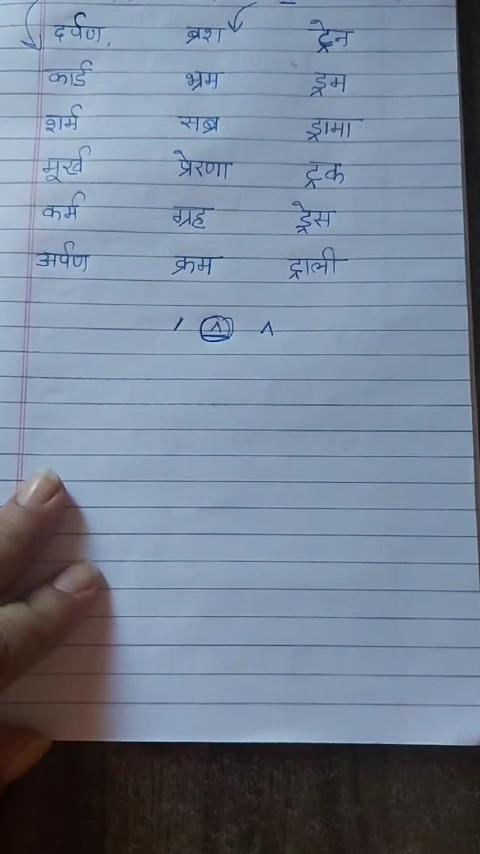 दर्पण, ब्रश ट्रेन
कार्ड भ्रम ड्रम
शर्म सब्र ड्रामा
मूर्ख प्रेरणा ट्रक
कर्म ग्रह ड्रेस
अर्पण क्रम ट्राली